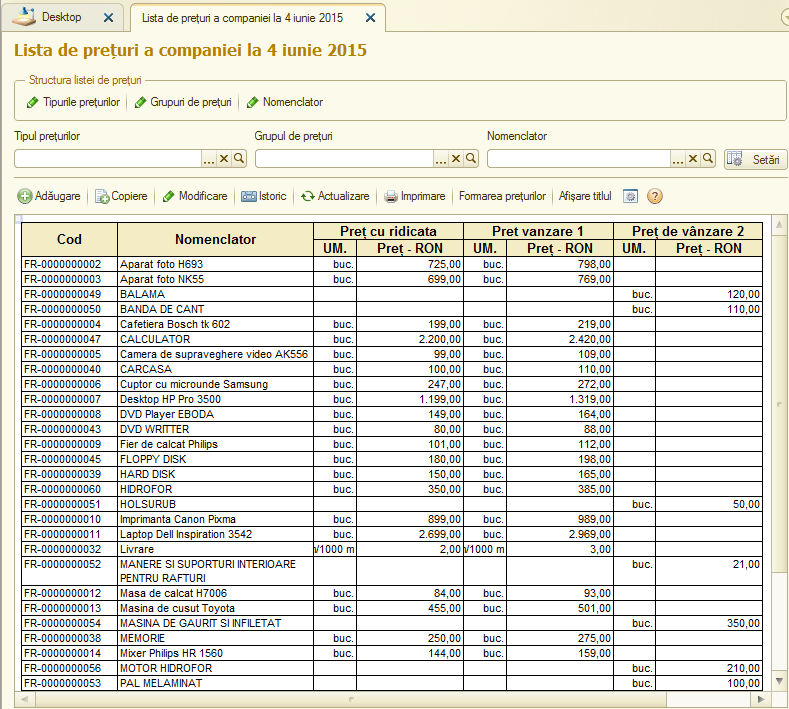 Desktop
Lista de prețuri a companiei la 4 iunie 2015
Lista de prețuri a companiei la 4 iunie 2015
Structura listei de prețuri
Tipurile prețurilor Grupuri de prețuri Nomenclator
Tipul prețurilor Grupul de prețuri Nomenclator
... ... ... Setări
Adăugare Copiere Modificare Istoric Actualizare Imprimare Formarea prețurilor Afișare titlul
Cod Nomenclator Preț cu ridicata Pret vanzare 1 Preț de vânzare 2
UM. Preț - RON UM. Preț - RON UM. Preț - RON
FR-0000000002 Aparat foto H693 buc. 725,00 buc. 798,00
FR-0000000003 Aparat foto NK55 buc. 699,00 buc. 769,00
FR-0000000049 BALAMA buc. 120,00
FR-0000000050 BANDA DE CANT buc. 110,00
FR-0000000004 Cafetiera Bosch tk 602 buc. 199,00 buc. 219,00
FR-0000000047 CALCULATOR buc. 2.200,00 buc. 2.420,00
FR-0000000005 Camera de supraveghere video AK556 buc. 99,00 buc. 109,00
FR-0000000040 CARCASA buc. 100,00 buc. 110,00
FR-0000000006 Cuptor cu microunde Samsung buc. 247,00 buc. 272,00
FR-0000000007 Desktop HP Pro 3500 buc. 1.199,00 buc. 1.319,00
FR-0000000008 DVD Player EBODA buc. 149,00 buc. 164,00
FR-0000000043 DVD WRITTER buc. 80,00 buc. 88,00
FR-0000000009 Fier de calcat Philips buc. 101,00 buc. 112,00
FR-0000000045 FLOPPY DISK buc. 180,00 buc. 198,00
FR-0000000039 HARD DISK buc. 150,00 buc. 165,00
FR-0000000060 HIDROFOR buc. 350,00 buc. 385,00
FR-0000000051 HOLSURUB buc. 50,00
FR-0000000010 Imprimanta Canon Pixma buc. 899,00 buc. 989,00
FR-0000000011 Laptop Dell Inspiration 3542 buc. 2.699,00 buc. 2.969,00
FR-0000000032 Livrare /1000 m 2,00 /1000 m 3,00
FR-0000000052 MANERE SI SUPORTURI INTERIOARE buc. 21,00
PENTRU RAFTURI
FR-0000000012 Masa de calcat H7006 buc. 84,00 buc. 93,00
FR-0000000013 Masina de cusut Toyota buc. 455,00 buc. 501,00
FR-0000000054 MASINA DE GAURIT SI INFILETAT buc. 350,00
FR-0000000038 MEMORIE buc. 250,00 buc. 275,00
FR-0000000014 Mixer Philips HR 1560 buc. 144,00 buc. 159,00
FR-0000000056 MOTOR HIDROFOR buc. 210,00
FR-0000000053 PAL MELAMINAT buc. 100,00